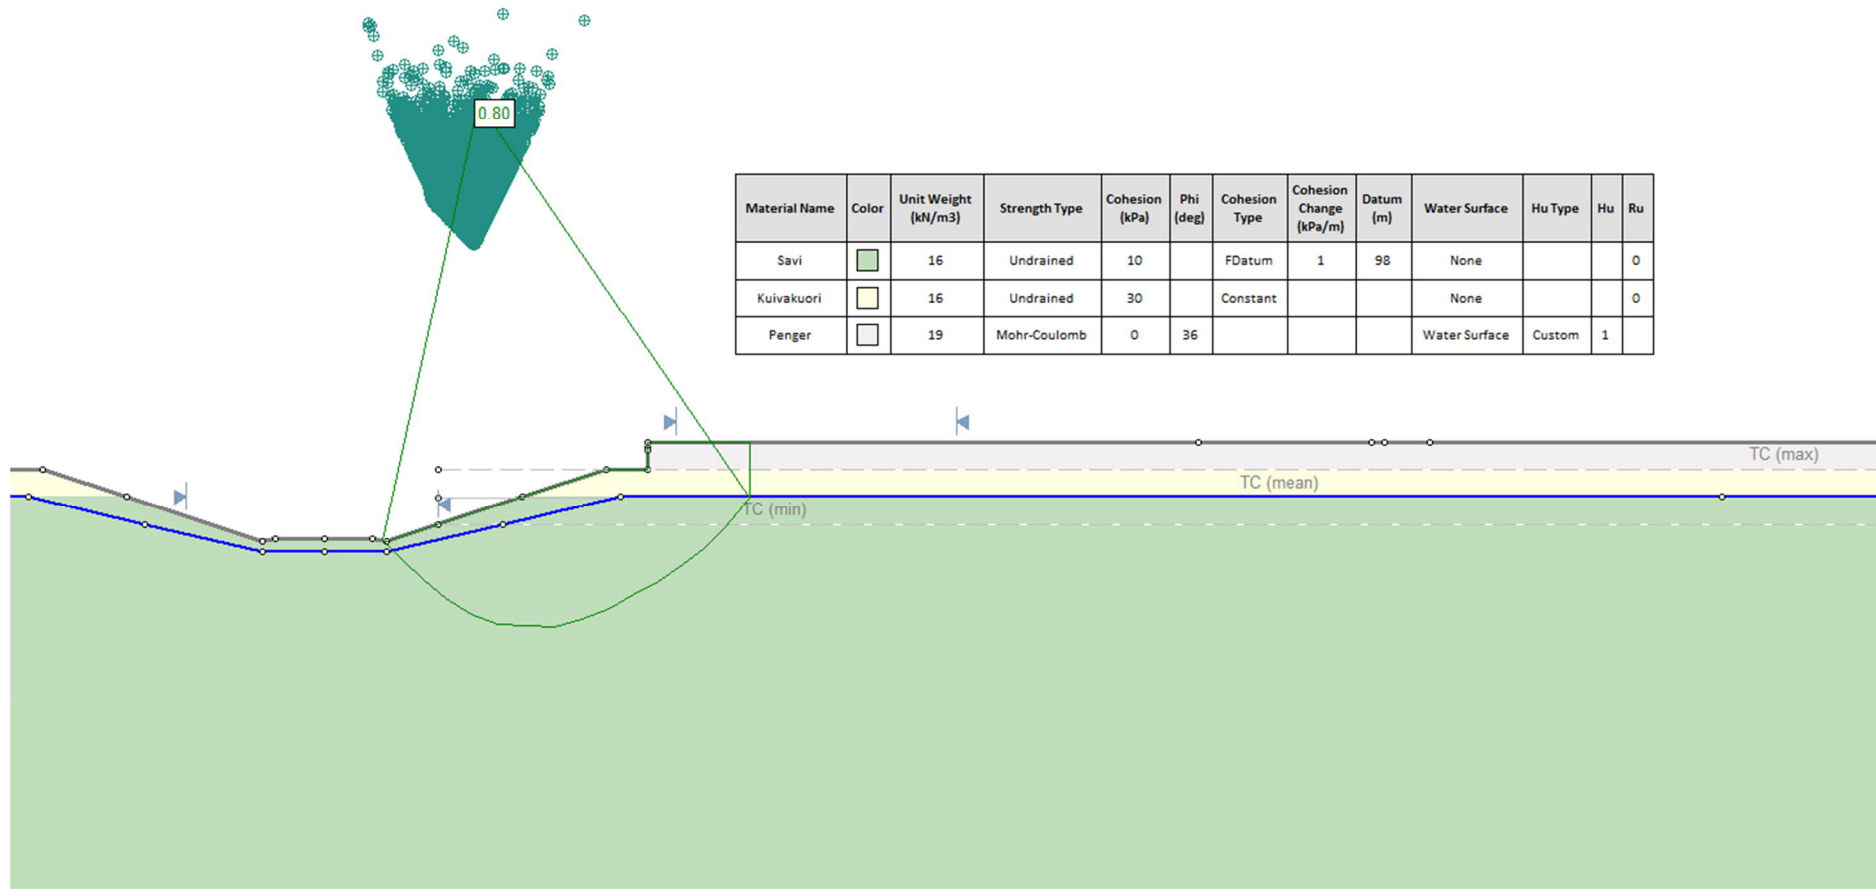 0.80
Material Name Color Unit Weight (kN/m3) Strength Type Cohesion (kPa) Phi (deg) Cohesion Type Cohesion Change (kPa/m) Datum (m) Water Surface Hu Type Hu Ru
Savi 16 Undrained 10 FDatum 1 98 None 0
Kuivakuori 16 Undrained 30 Constant None 0
Penger 19 Mohr-Coulomb 0 36 Water Surface Custom 1
TC (max)
TC (mean)
TC (min)